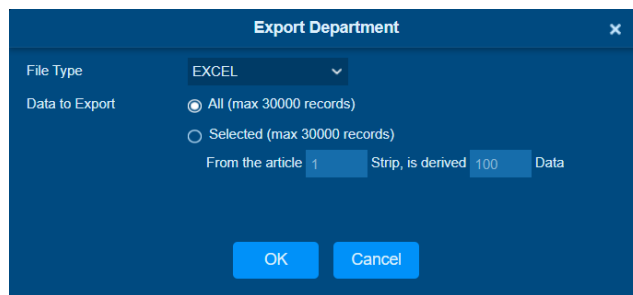 Export Department ×
File Type EXCEL
Data to Export All (max 30000 records)
Selected (max 30000 records)
From the article 1 Strip, is derived 100 Data
OK Cancel